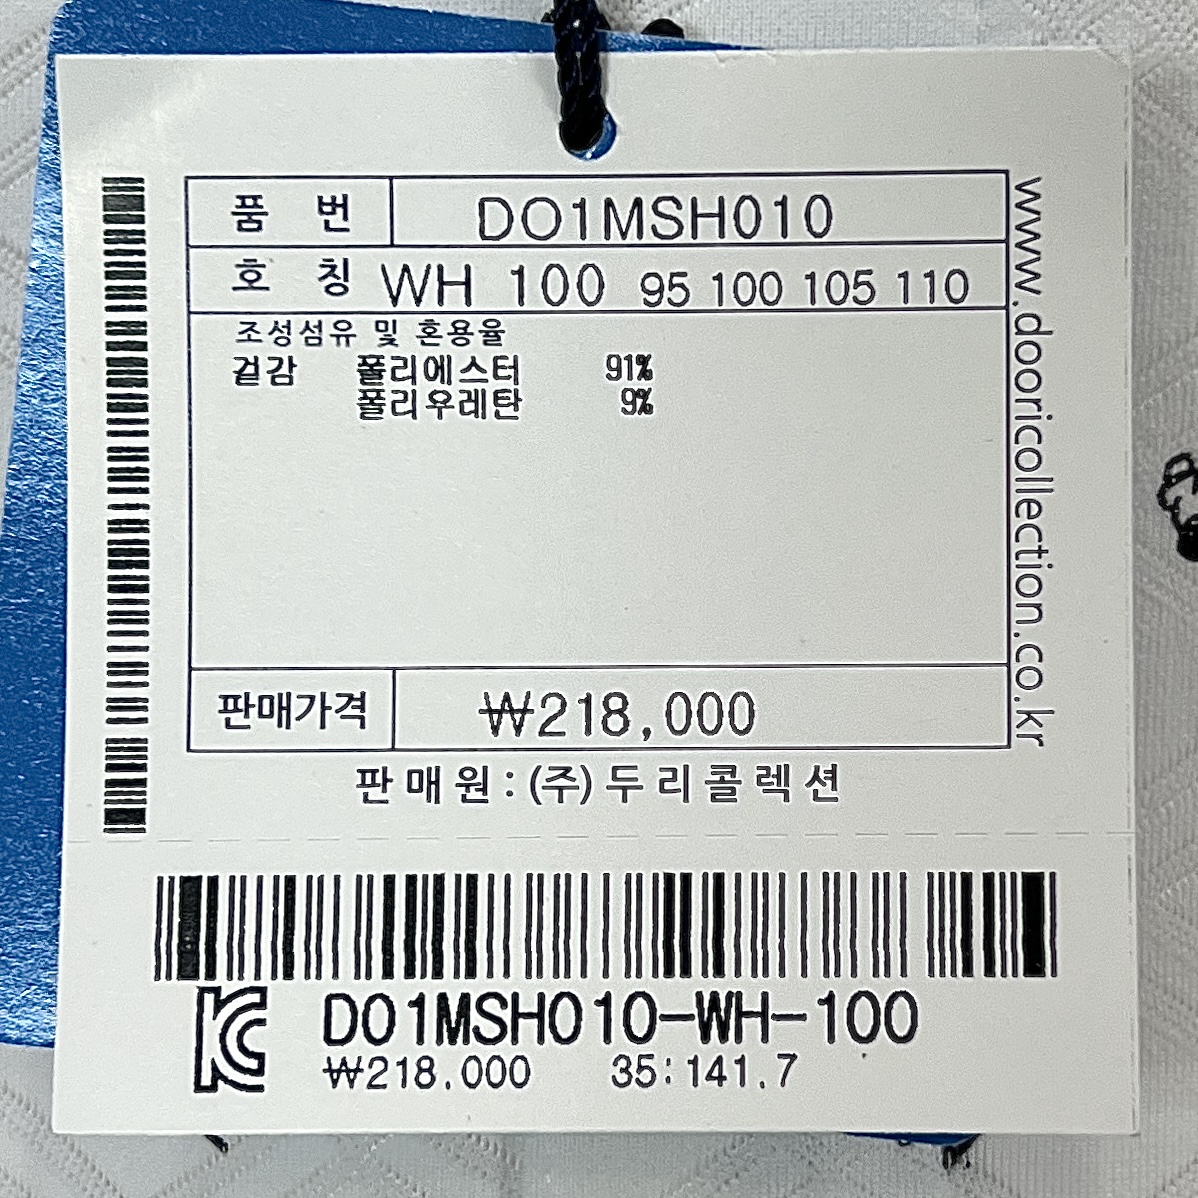 품 번 DO1MSH010
호 칭 WH 100 95 100 105 110
조성섬유 및 혼용율
겉감 폴리에스터 91%
폴리우레탄 9%
판매가격 ₩218,000
판매원 : (주)두리콜렉션
www.dooricollection.co.kr
DO1MSH010-WH-100
₩218.000 35:141.7